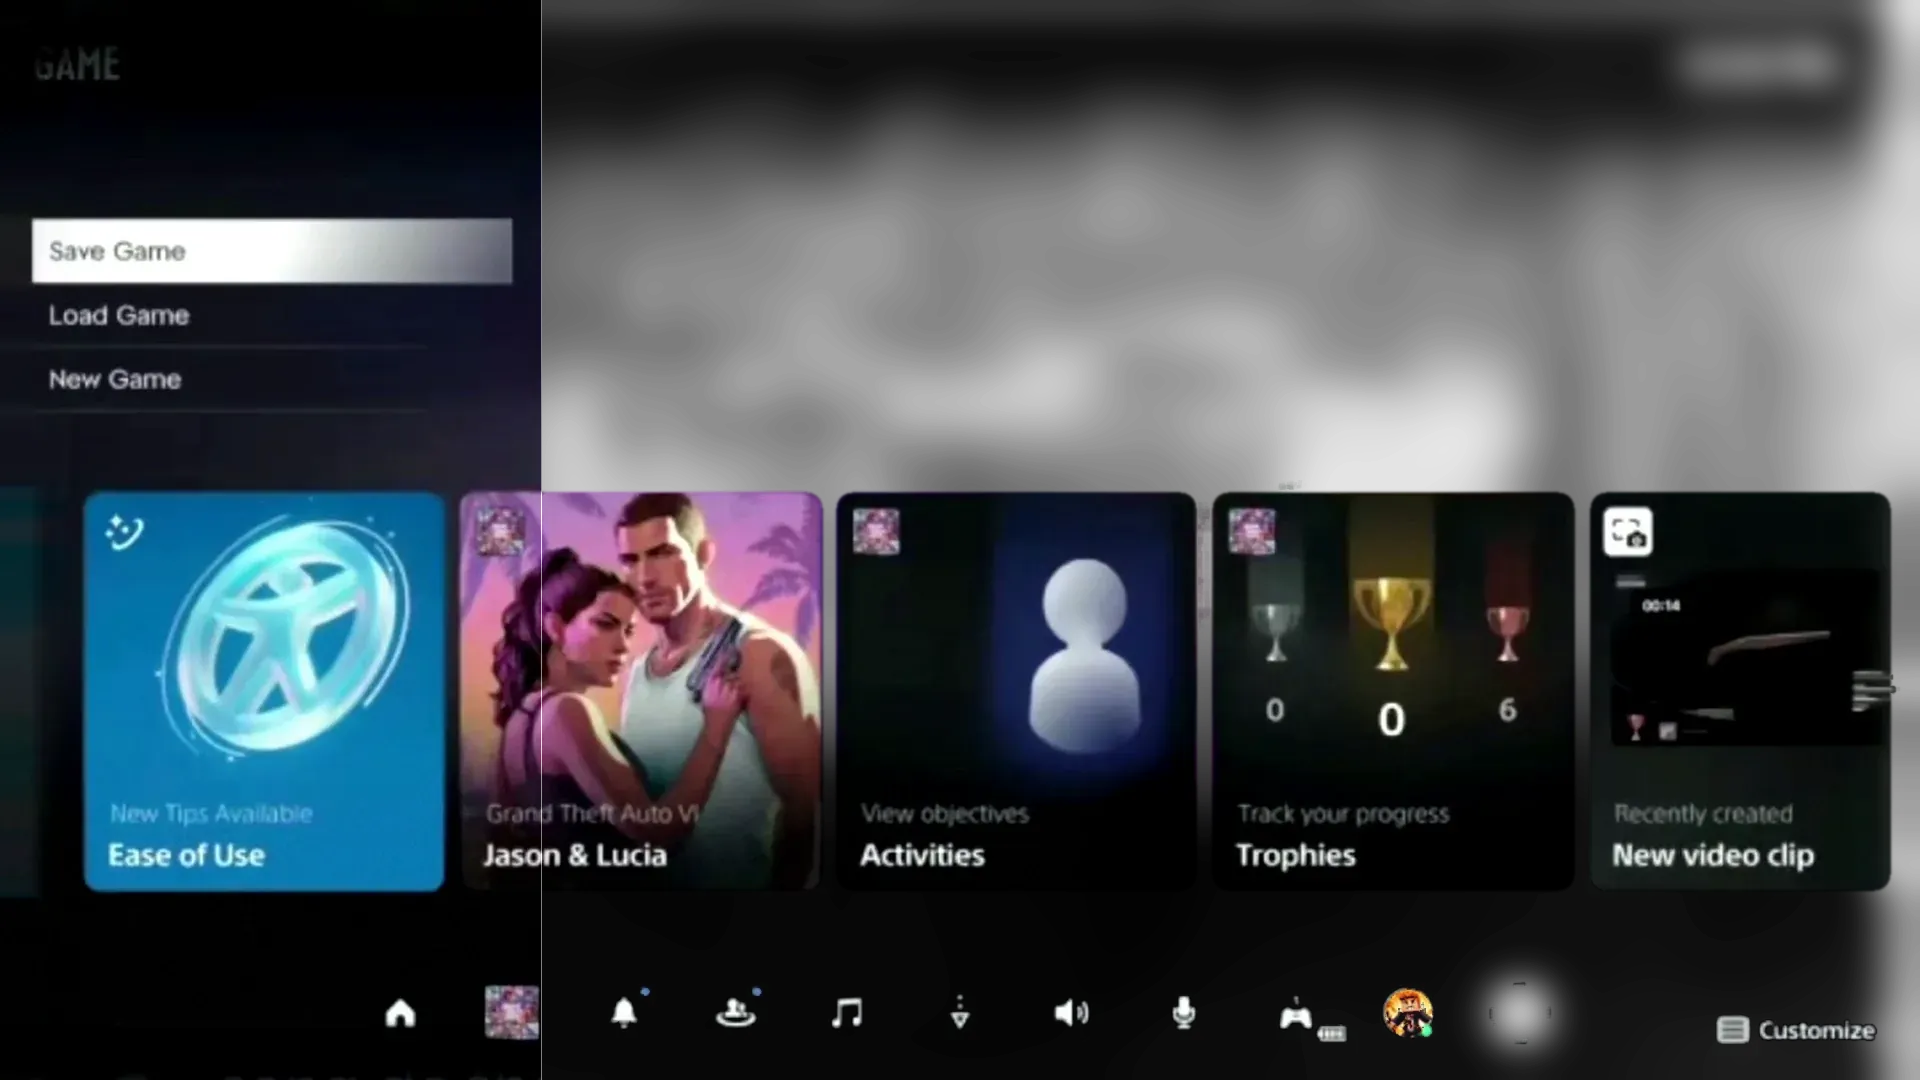 GAME
Save Game
Load Game
New Game
00:14
0
0
6
New Tips Available
Ease of Use
Grand Theft Auto VI
Jason & Lucia
View objectives
Activities
Track your progress
Trophies
Recently created
New video clip
Customize